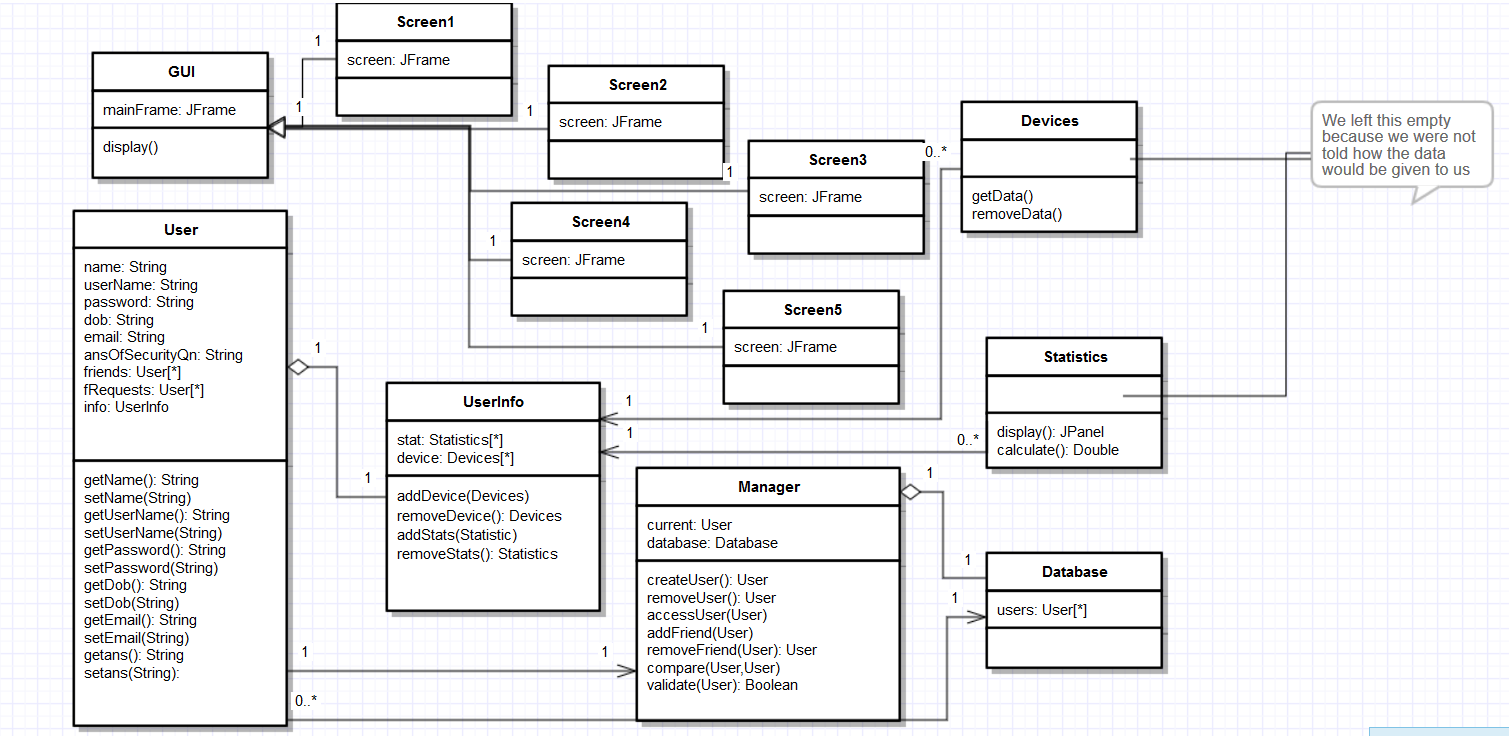 Screen1
1
screen: JFrame
GUI
mainFrame: JFrame
display()
1
Screen2
1
screen: JFrame
Screen3
1
screen: JFrame
0..*
Devices
getData()
removeData()
We left this empty
because we were not
told how the data
would be given to us
Screen4
1
screen: JFrame
Screen5
1
screen: JFrame
User
name: String
userName: String
password: String
dob: String
email: String
ansOfSecurityQn: String
friends: User[*]
fRequests: User[*]
info: UserInfo
getName(): String
setName(String)
getUserName(): String
setUserName(String)
getPassword(): String
setPassword(String)
getDob(): String
setDob(String)
getEmail(): String
setEmail(String)
getans(): String
setans(String):
1
1
UserInfo
stat: Statistics[*]
device: Devices[*]
addDevice(Devices)
removeDevice(): Devices
addStats(Statistic)
removeStats(): Statistics
1
1
0..*
Statistics
display(): JPanel
calculate(): Double
Manager
current: User
database: Database
createUser(): User
removeUser(): User
accessUser(User)
addFriend(User)
removeFriend(User): User
compare(User,User)
validate(User): Boolean
1
1
1
Database
users: User[*]
1
1
0..*